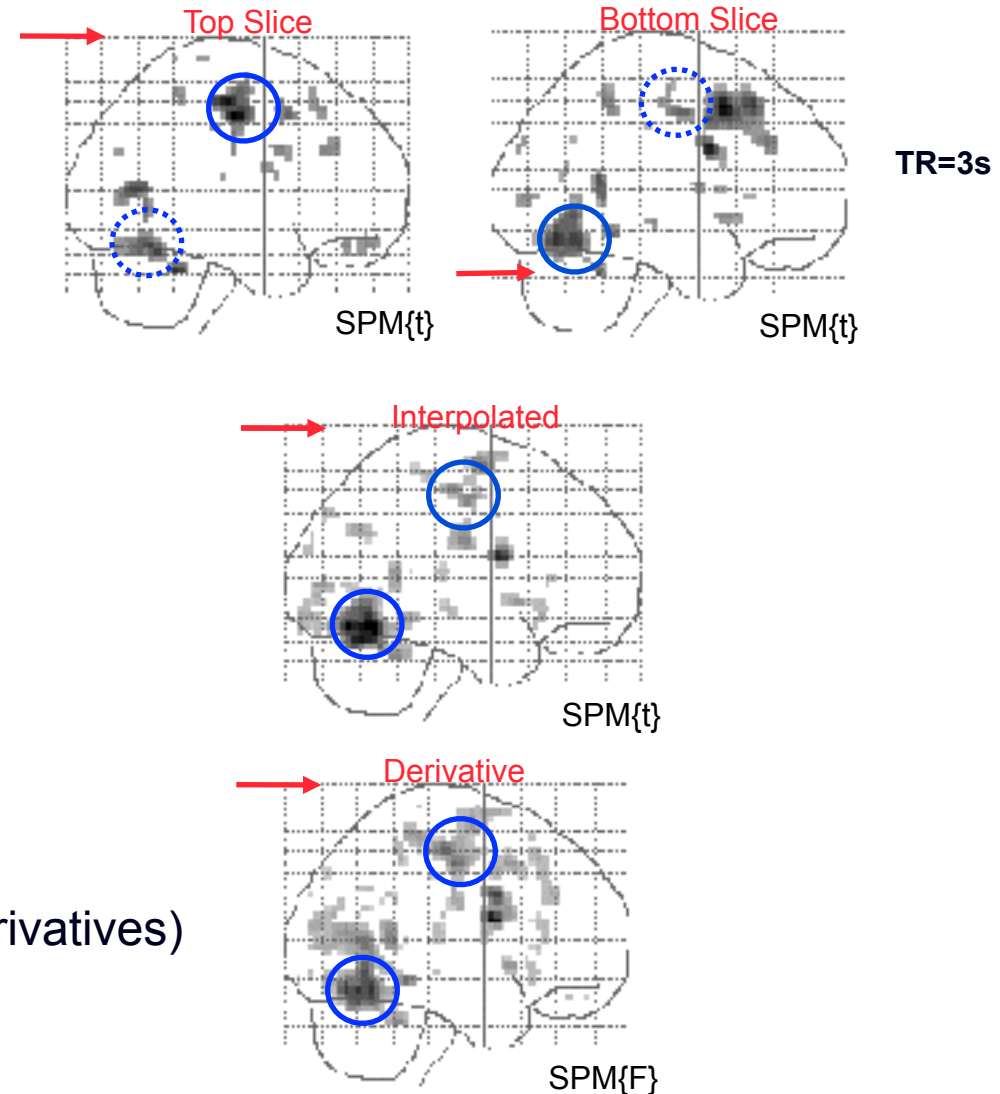 Top Slice
Bottom Slice
TR=3s
SPM{t}
SPM{t}
Interpolated
SPM{t}
Derivative
rivatives)
SPM{F}